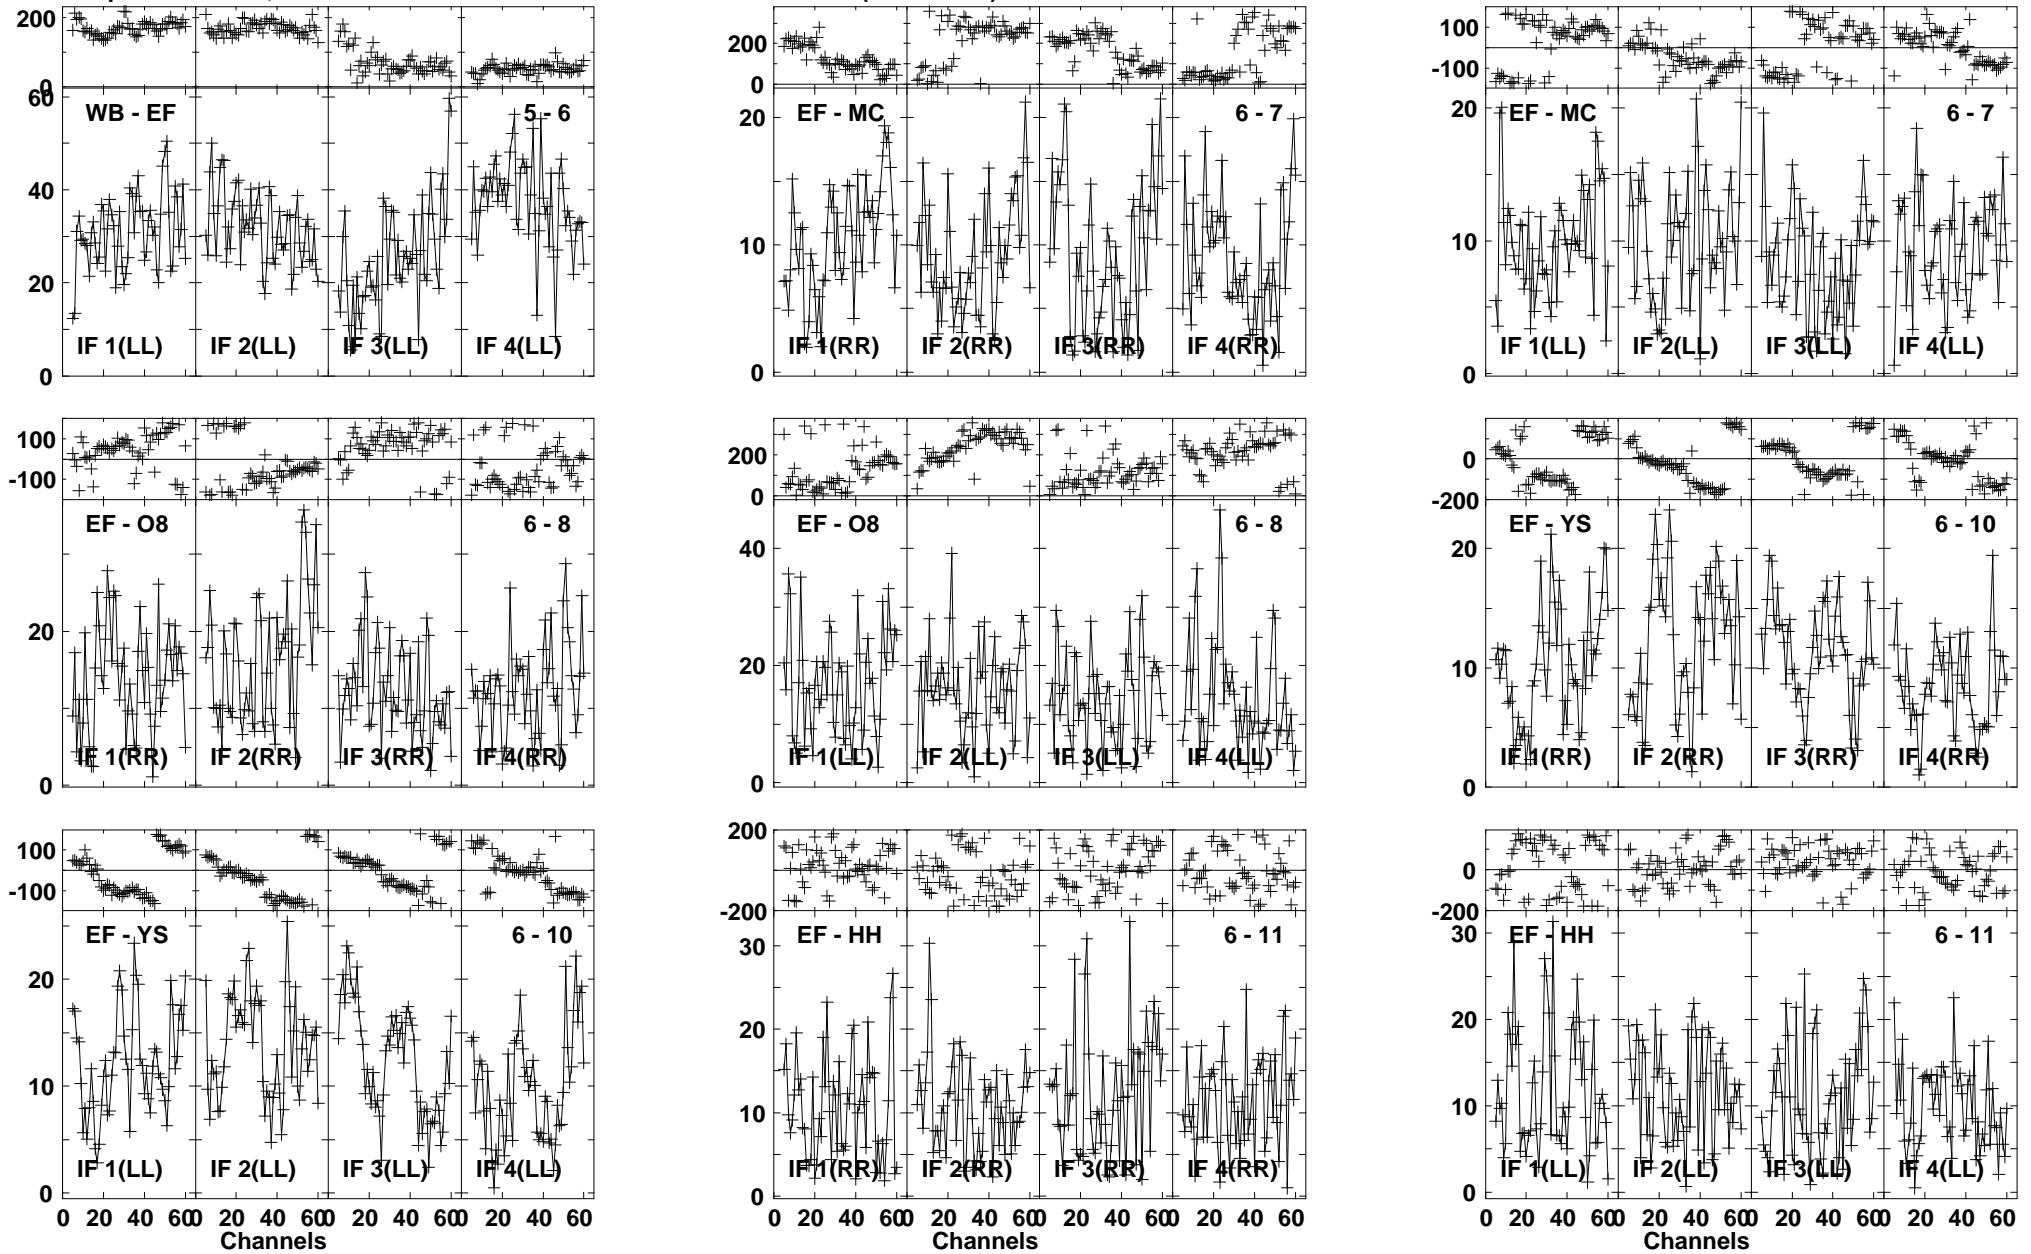 200
0
60
40
20
0
WB - EF
5 - 6
IF 1(LL)
IF 2(LL)
IF 3(LL)
IF 4(LL)
200
0
20
10
0
EF - MC
6 - 7
IF 1(RR)
IF 2(RR)
IF 3(RR)
IF 4(RR)
100
-100
20
10
0
EF - MC
6 - 7
IF 1(LL)
IF 2(LL)
IF 3(LL)
IF 4(LL)
100
-100
20
0
EF - O8
6 - 8
IF 1(RR)
IF 2(RR)
IF 3(RR)
IF 4(RR)
200
0
40
20
0
EF - O8
6 - 8
IF 1(LL)
IF 2(LL)
IF 3(LL)
IF 4(LL)
0
-200
20
10
0
EF - YS
6 - 10
IF 1(RR)
IF 2(RR)
IF 3(RR)
IF 4(RR)
100
-100
20
10
0
EF - YS
6 - 10
IF 1(LL)
IF 2(LL)
IF 3(LL)
IF 4(LL)
0 20 40 60 0 20 40 60 0 20 40 60 0 20 40 60
Channels
200
0
-200
30
20
10
0
EF - HH
6 - 11
IF 1(RR)
IF 2(RR)
IF 3(RR)
IF 4(RR)
0 20 40 60 0 20 40 60 0 20 40 60 0 20 40 60
Channels
0
-200
30
20
10
0
EF - HH
6 - 11
IF 1(LL)
IF 2(LL)
IF 3(LL)
IF 4(LL)
0 20 40 60 0 20 40 60 0 20 40 60 0 20 40 60
Channels